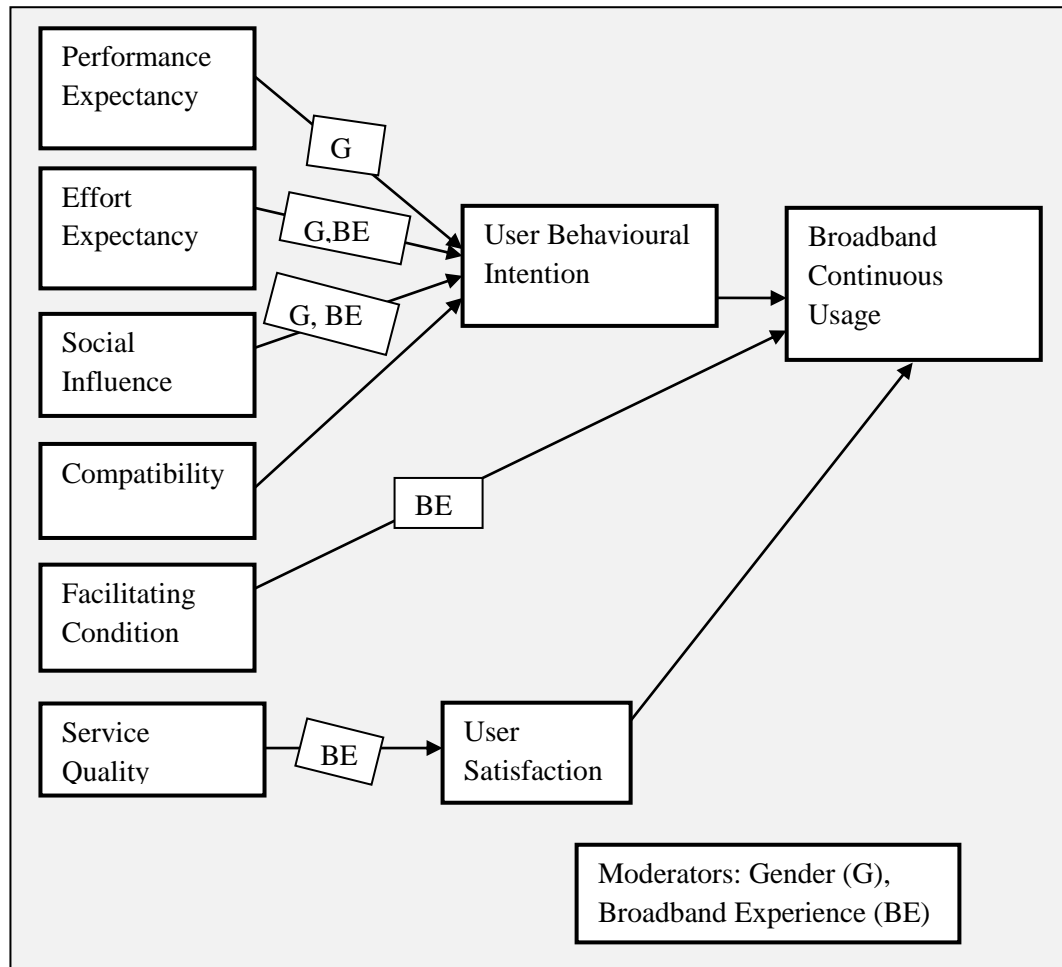 Performance
Expectancy
G
Effort
Expectancy
G,BE
User Behavioural
Intention
Broadband
Continuous
Usage
G, BE
Social
Influence
Compatibility
BE
Facilitating
Condition
Service
Quality
BE
User
Satisfaction
Moderators: Gender (G),
Broadband Experience (BE)